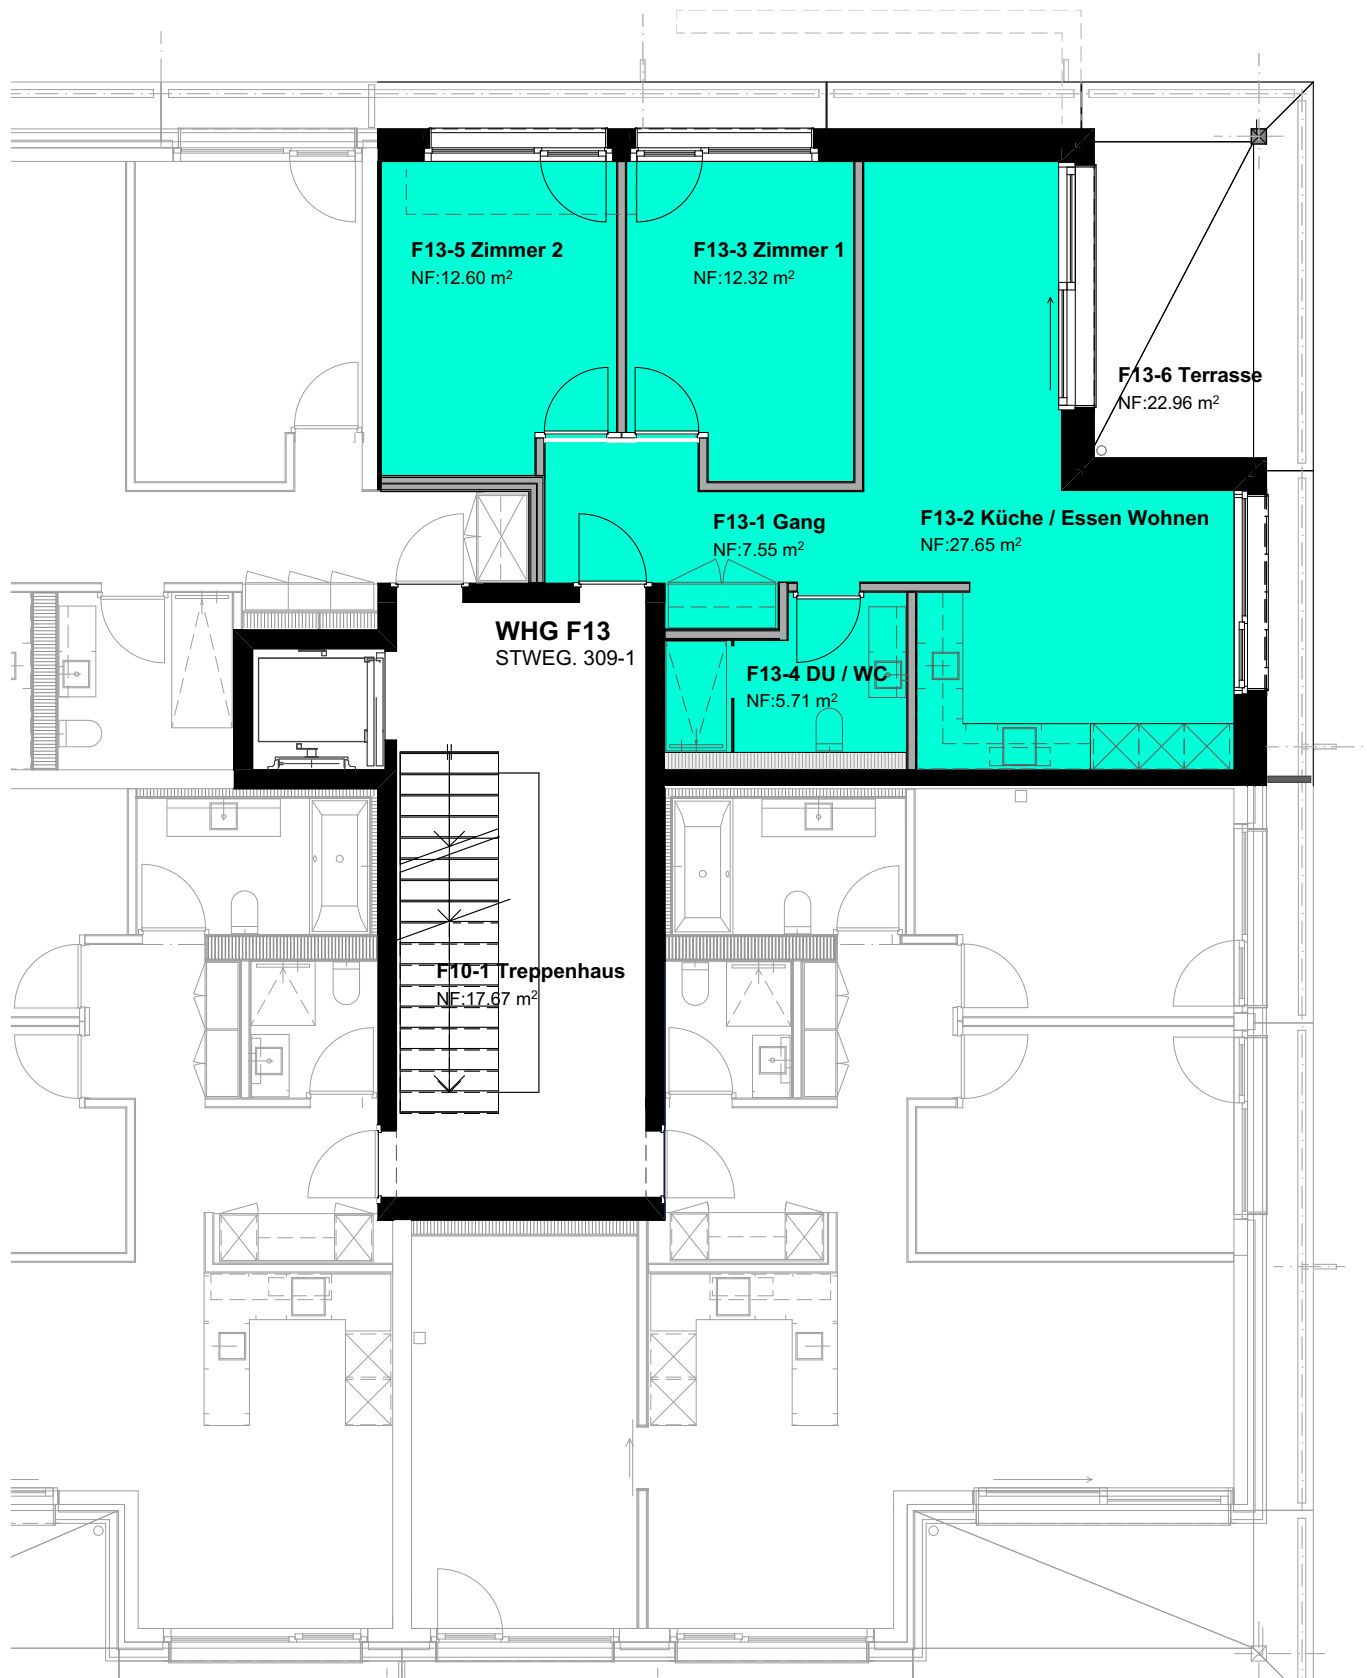 F13-5 Zimmer 2
NF:12.60 m²
F13-3 Zimmer 1
NF:12.32 m²
F13-6 Terrasse
NF:22.96 m²
F13-1 Gang
NF:7.55 m²
F13-2 Küche / Essen Wohnen
NF:27.65 m²
WHG F13
STWEG. 309-1
F13-4 DU / WC
NF:5.71 m²
F10-1 Treppenhaus
NF:17.67 m²